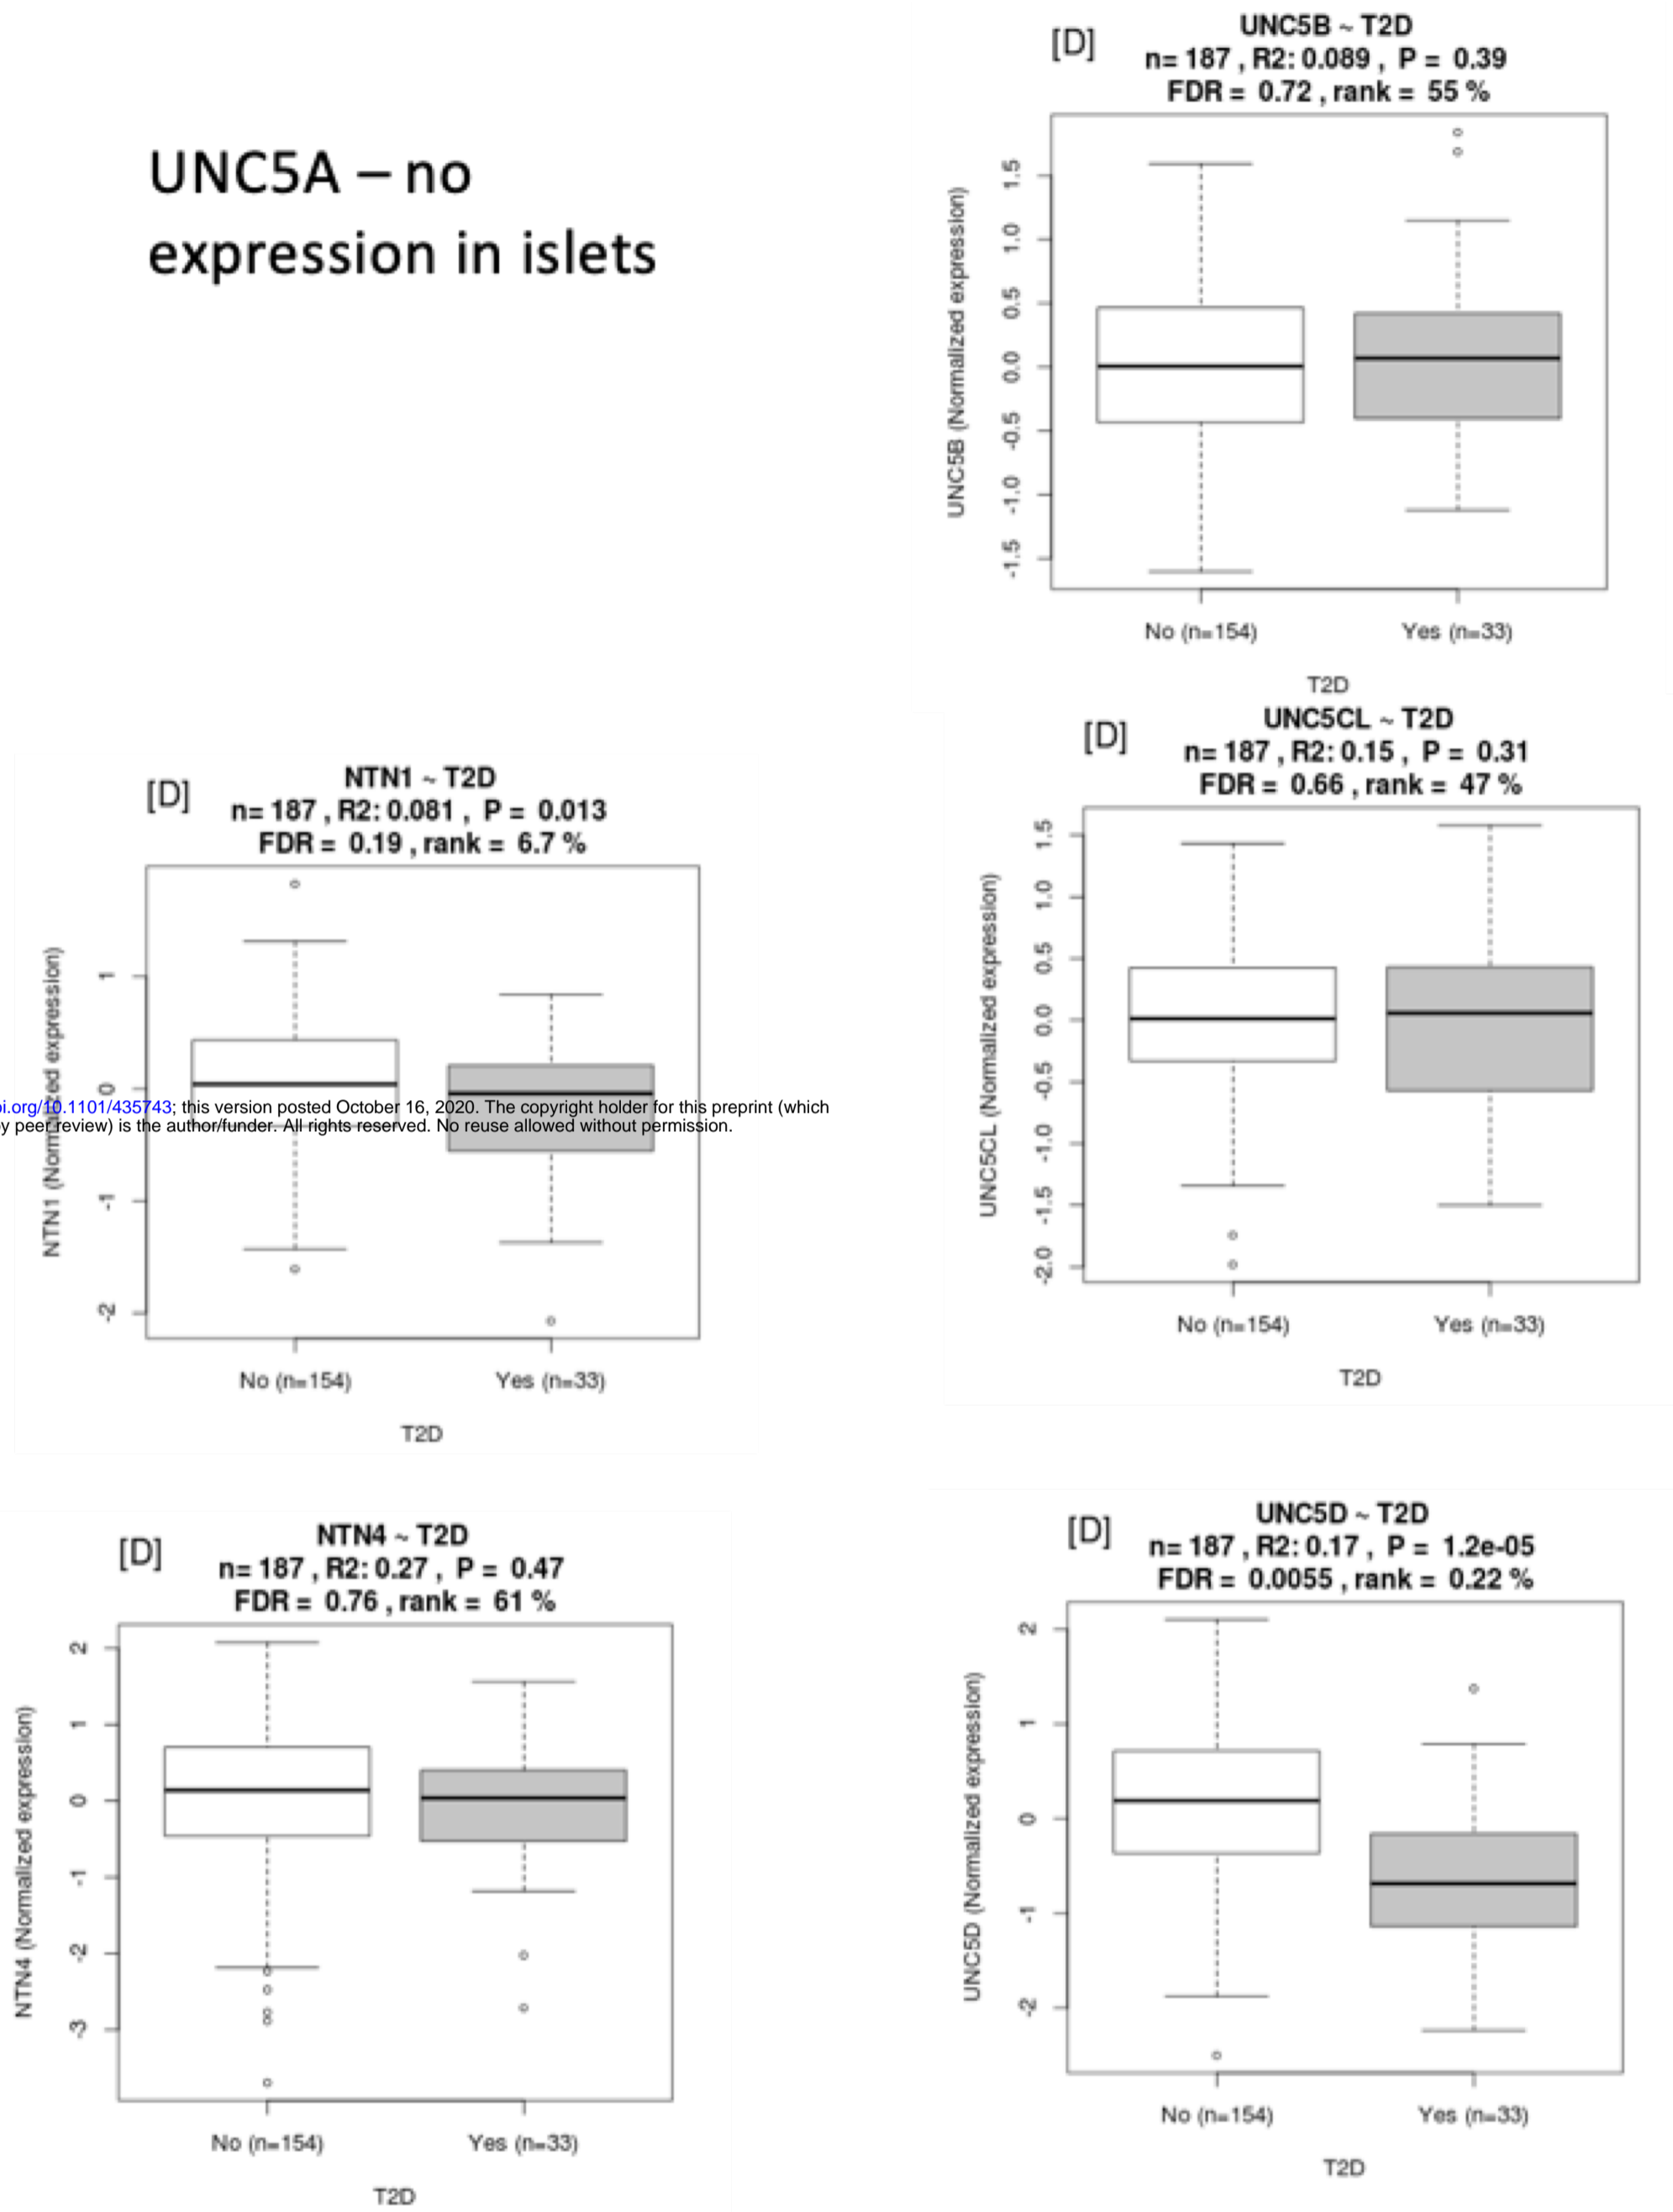 UNC5A – no
expression in islets
[D]
UNC5B ~ T2D
n= 187 , R2: 0.089 , P = 0.39
FDR = 0.72 , rank = 55 %
UNC5B (Normalized expression)
1.5
1.0
0.5
0.0
-0.5
-1.0
-1.5
No (n=154) Yes (n=33)
T2D
[D]
NTN1 ~ T2D
n= 187 , R2: 0.081 , P = 0.013
FDR = 0.19 , rank = 6.7 %
NTN1 (Normalized expression)
1
0
-1
-2
No (n=154) Yes (n=33)
T2D
i.org/10.1101/435743; this version posted October 16, 2020. The copyright holder for this preprint (which
y peer review) is the author/funder. All rights reserved. No reuse allowed without permission.
[D]
UNC5CL ~ T2D
n= 187 , R2: 0.15 , P = 0.31
FDR = 0.66 , rank = 47 %
UNC5CL (Normalized expression)
1.5
1.0
0.5
0.0
-0.5
-1.0
-1.5
-2.0
No (n=154) Yes (n=33)
T2D
[D]
NTN4 ~ T2D
n= 187 , R2: 0.27 , P = 0.47
FDR = 0.76 , rank = 61 %
NTN4 (Normalized expression)
2
1
0
-1
-2
-3
No (n=154) Yes (n=33)
T2D
[D]
UNC5D ~ T2D
n= 187 , R2: 0.17 , P = 1.2e-05
FDR = 0.0055 , rank = 0.22 %
UNC5D (Normalized expression)
2
1
0
-1
-2
No (n=154) Yes (n=33)
T2D